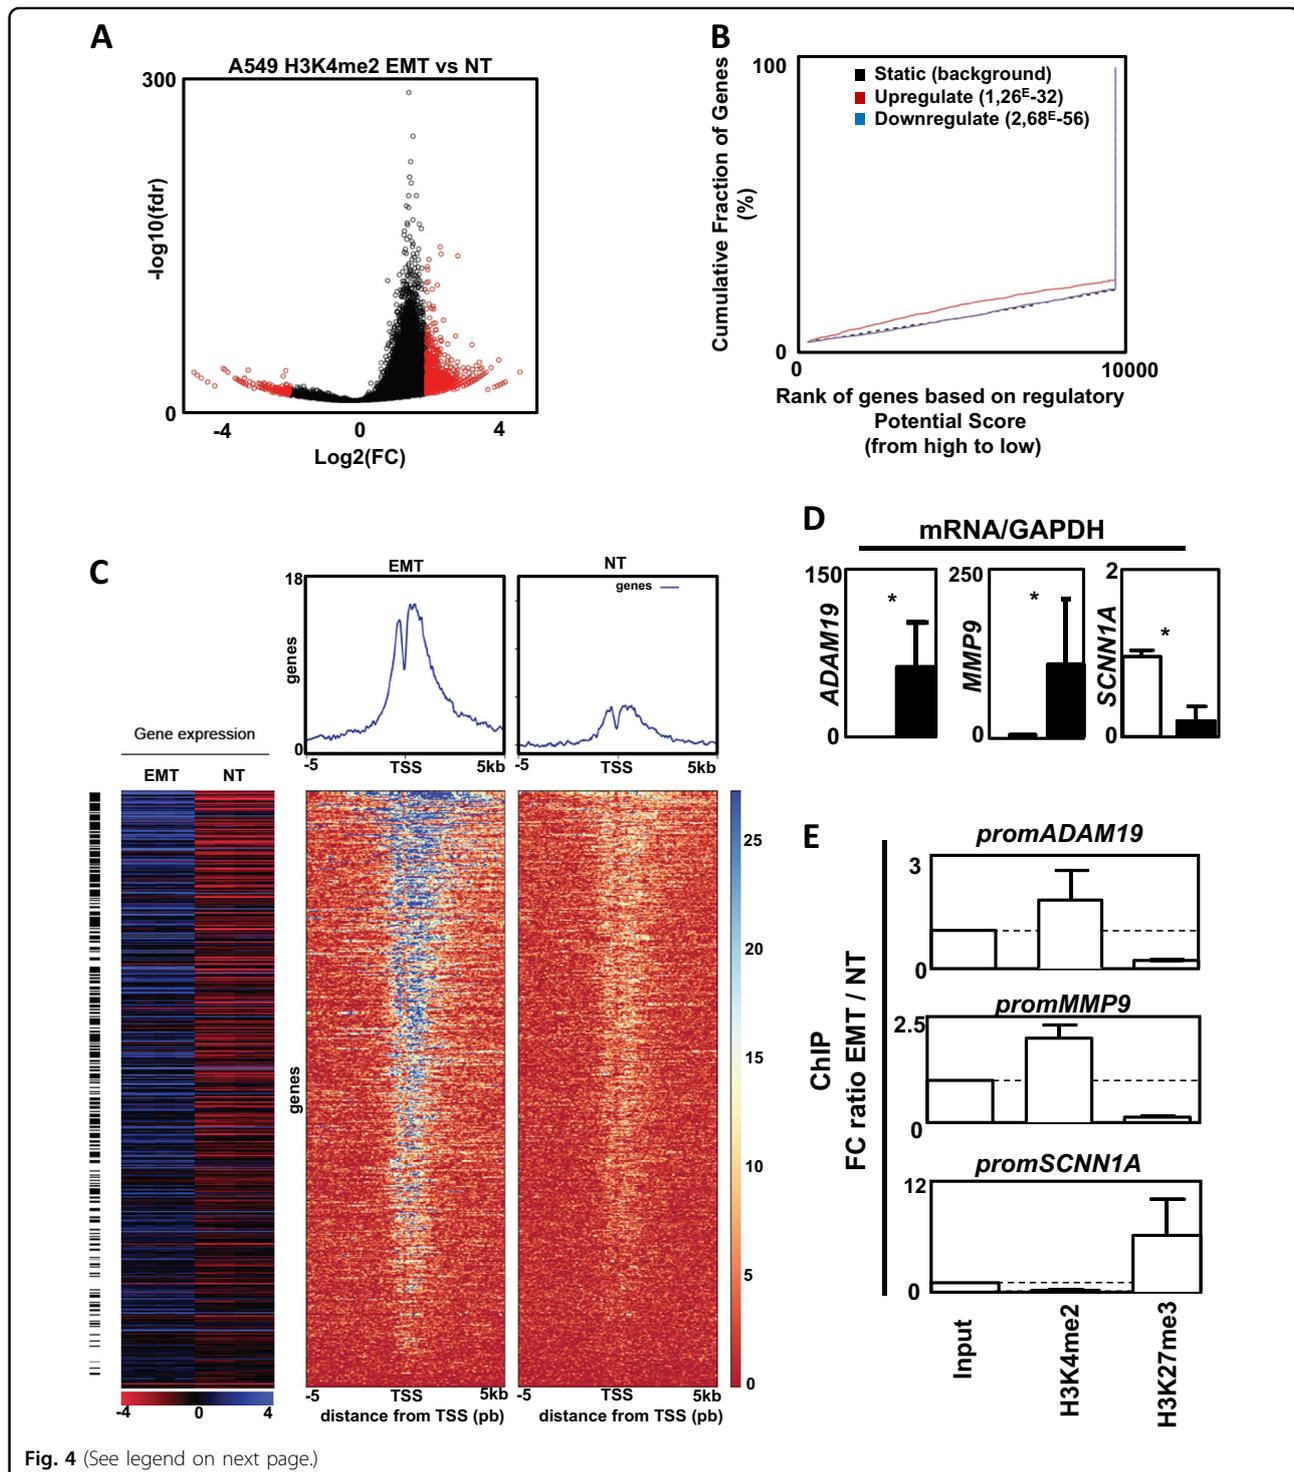 A
A549 H3K4me2 EMT vs NT
300
-log10(fdr)
0
-4 0 4
Log2(FC)
B
100
Cumulative Fraction of Genes
(%)
Static (background)
Upregulate (1,26E-32)
Downregulate (2,68E-56)
0
0 10000
Rank of genes based on regulatory
Potential Score
(from high to low)
C
Gene expression
EMT NT
-4 0 4
EMT
18
genes
0
-5 TSS 5kb
NT
genes
-5 TSS 5kb
genes
-5 TSS 5kb
distance from TSS (pb)
-5 TSS 5kb
distance from TSS (pb)
25
20
15
10
5
0
D
mRNA/GAPDH
150
ADAM19
*
0
250
MMP9
*
0
2
SCNN1A
*
0
E
ChIP
FC ratio EMT / NT
promADAM19
3
0
promMMP9
2.5
0
promSCNN1A
12
0
Input
H3K4me2
H3K27me3
Fig. 4 (See legend on next page.)